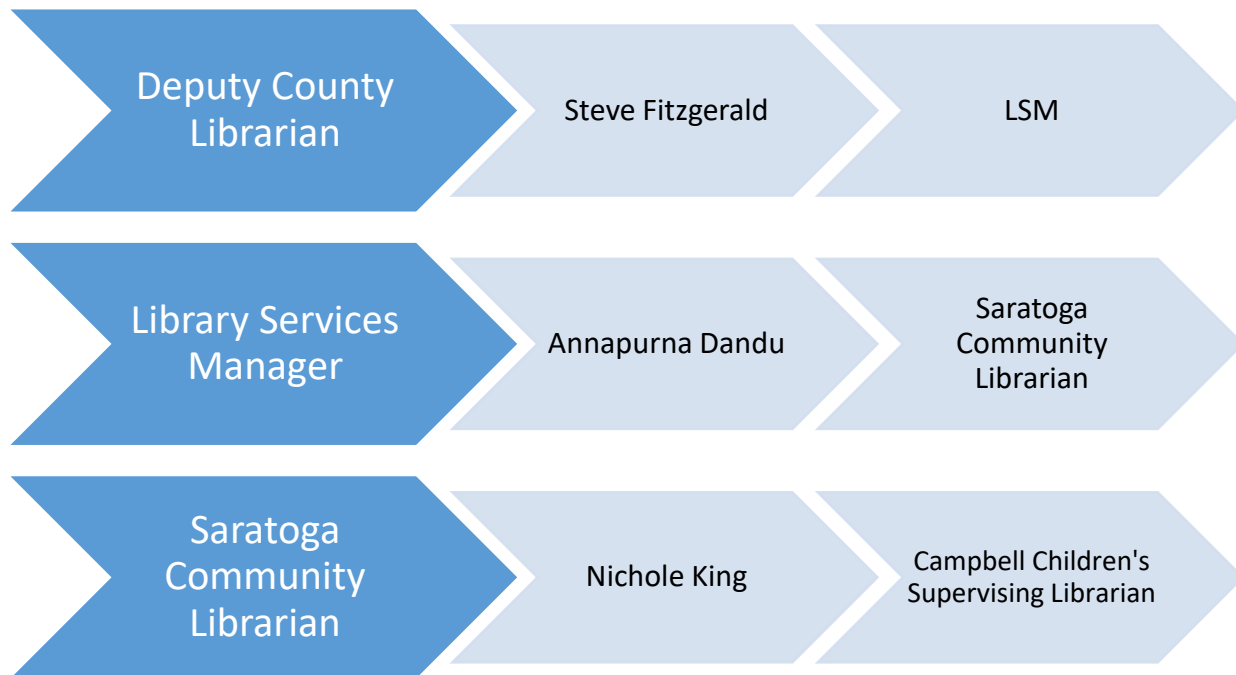 Deputy County
Librarian
Steve Fitzgerald
LSM
Library Services
Manager
Annapurna Dandu
Saratoga
Community
Librarian
Saratoga
Community
Librarian
Nichole King
Campbell Children's
Supervising Librarian